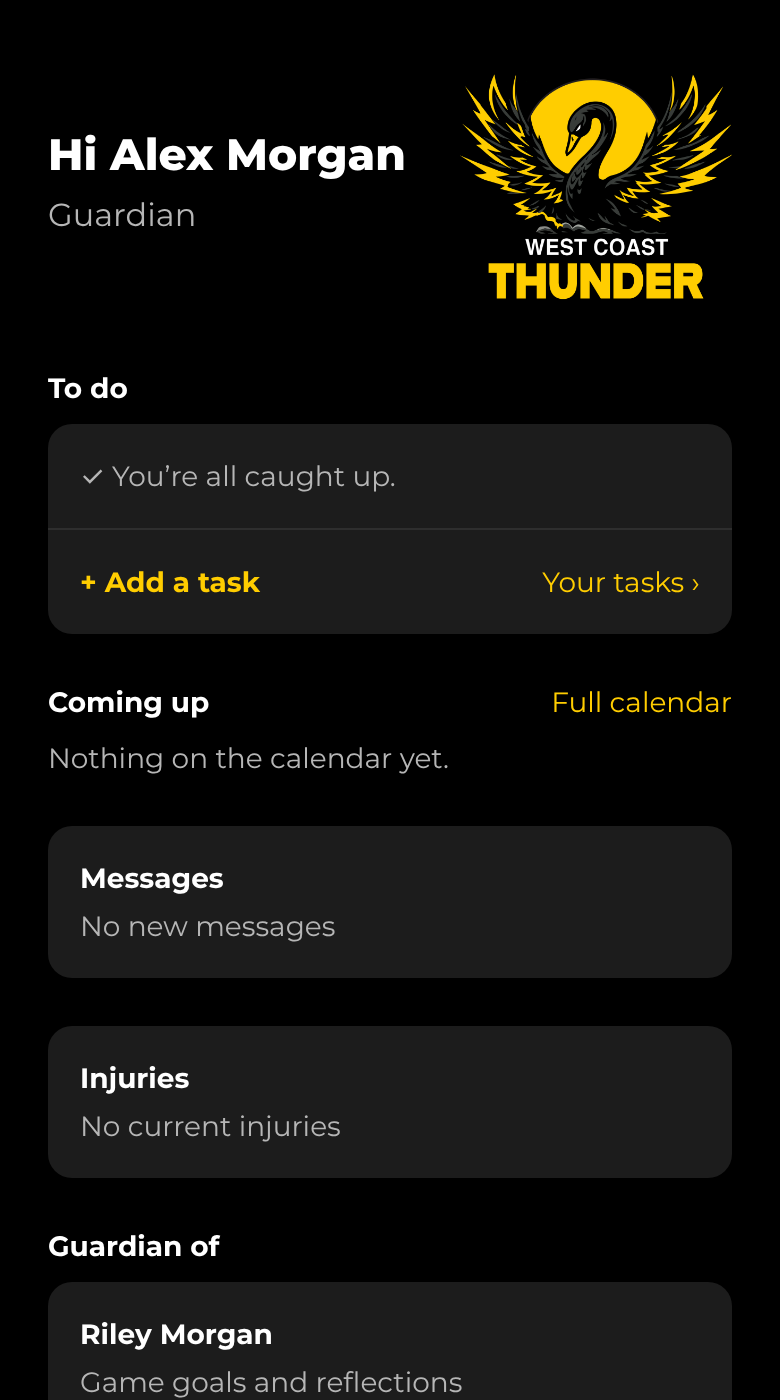 Hi Alex Morgan
Guardian
WEST COAST
THUNDER
To do
✓ You’re all caught up.
+ Add a task
Your tasks ›
Coming up
Full calendar
Nothing on the calendar yet.
Messages
No new messages
Injuries
No current injuries
Guardian of
Riley Morgan
Game goals and reflections